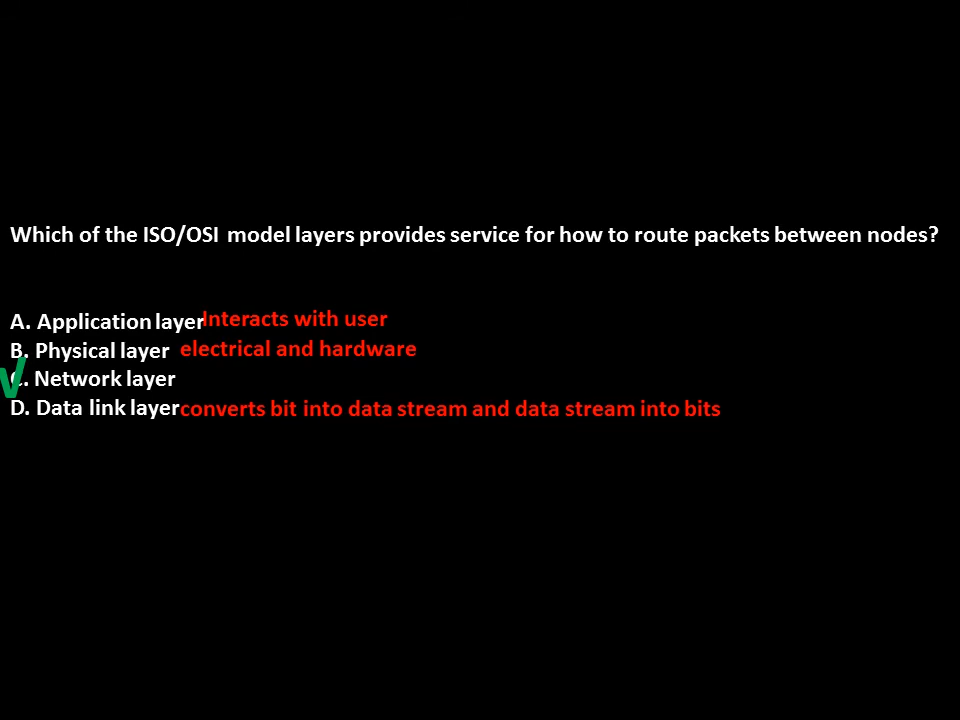 Which of the ISO/OSI model layers provides service for how to route packets between nodes?
A. Application layer Interacts with user
B. Physical layer electrical and hardware
√ C. Network layer
D. Data link layer converts bit into data stream and data stream into bits